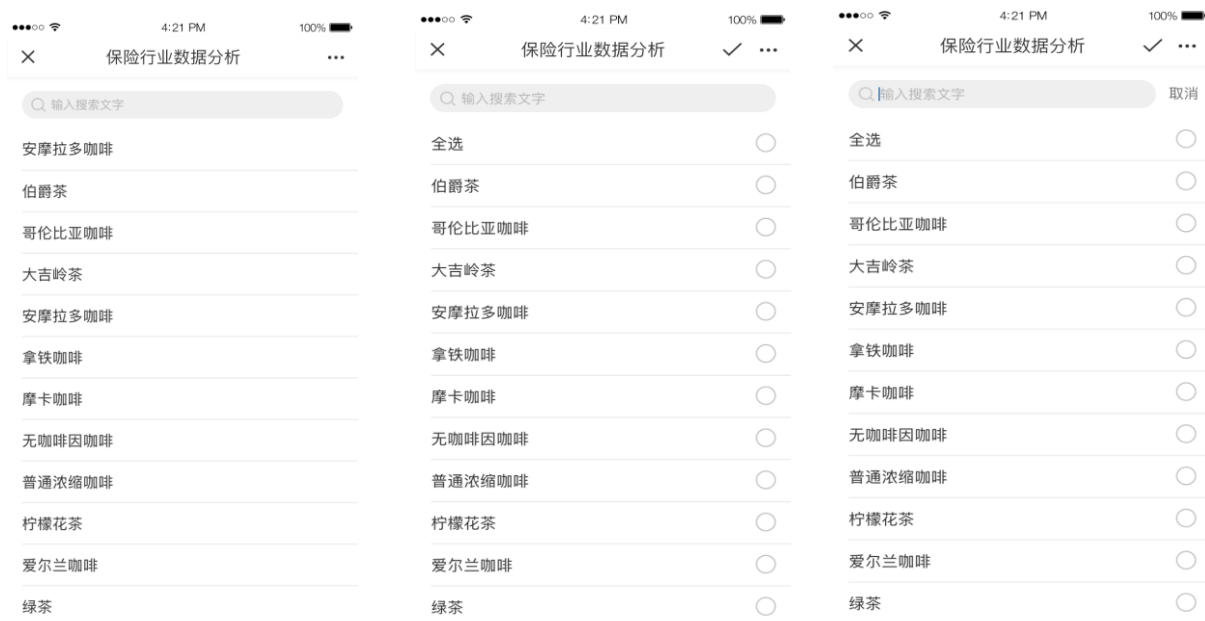 4:21 PM
100%
保险行业数据分析
输入搜索文字
安摩拉多咖啡
伯爵茶
哥伦比亚咖啡
大吉岭茶
安摩拉多咖啡
拿铁咖啡
摩卡咖啡
无咖啡因咖啡
普通浓缩咖啡
柠檬花茶
爱尔兰咖啡
绿茶
4:21 PM
100%
保险行业数据分析
输入搜索文字
全选
伯爵茶
哥伦比亚咖啡
大吉岭茶
安摩拉多咖啡
拿铁咖啡
摩卡咖啡
无咖啡因咖啡
普通浓缩咖啡
柠檬花茶
爱尔兰咖啡
绿茶
4:21 PM
100%
保险行业数据分析
输入搜索文字
取消
全选
伯爵茶
哥伦比亚咖啡
大吉岭茶
安摩拉多咖啡
拿铁咖啡
摩卡咖啡
无咖啡因咖啡
普通浓缩咖啡
柠檬花茶
爱尔兰咖啡
绿茶